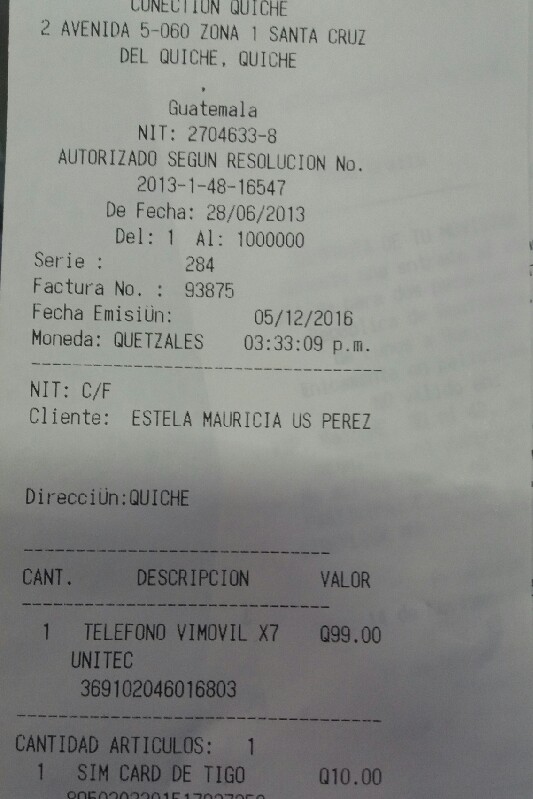 CONECTION QUICHE
2 AVENIDA 5-060 ZONA 1 SANTA CRUZ
DEL QUICHE, QUICHE
.
Guatemala
NIT: 2704633-8
AUTORIZADO SEGUN RESOLUCION No.
2013-1-48-16547
De Fecha: 28/06/2013
Del: 1 Al: 1000000
Serie : 284
Factura No. : 93875
Fecha EmisiÜn: 05/12/2016
Moneda: QUETZALES 03:33:09 p.m.
NIT: C/F
Cliente: ESTELA MAURICIA US PEREZ
DirecciÜn:QUICHE
CANT. DESCRIPCION VALOR
1 TELEFONO VIMOVIL X7 Q99.00
UNITEC
369102046016803
CANTIDAD ARTICULOS: 1
1 SIM CARD DE TIGO Q10.00